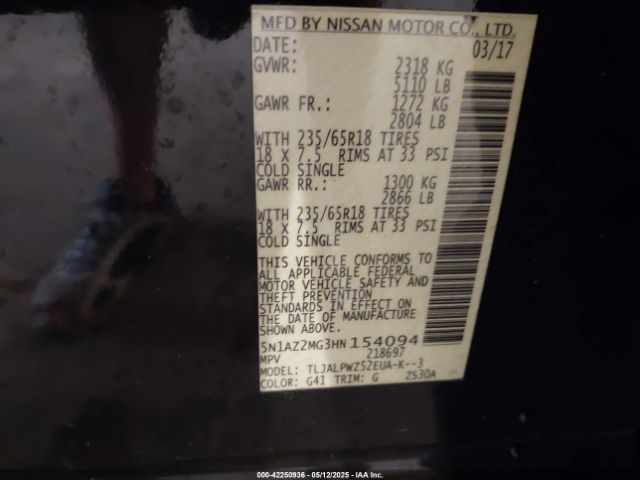 MFD BY NISSAN MOTOR CO., LTD.
DATE: 03/17
GVWR: 2318 KG
5110 LB
GAWR FR.: 1272 KG
2804 LB
WITH 235/65R18 TIRES
18 X 7.5 RIMS AT 33 PSI
COLD SINGLE
GAWR RR.: 1300 KG
2866 LB
WITH 235/65R18 TIRES
18 X 7.5 RIMS AT 33 PSI
COLD SINGLE
THIS VEHICLE CONFORMS TO
ALL APPLICABLE FEDERAL
MOTOR VEHICLE SAFETY AND
THEFT PREVENTION
STANDARDS IN EFFECT ON
THE DATE OF MANUFACTURE
SHOWN ABOVE.
5N1AZ2MG3HN 154094
MPV 218697
MODEL: TLJALPWZ52EUA-K--3
COLOR: G41 TRIM: G ZS30A
000-42250936 - 05/12/2025 - IAA Inc.